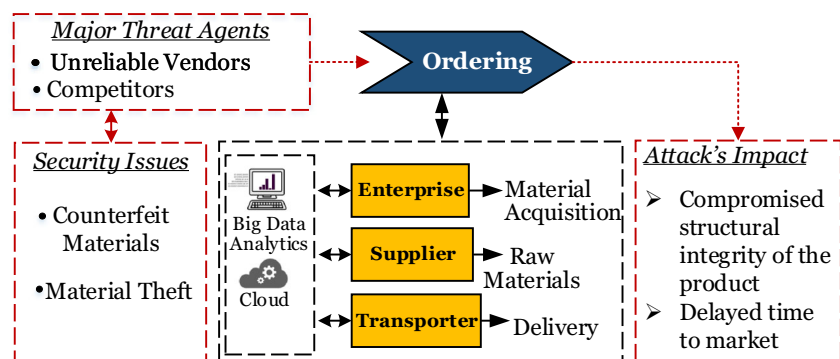 Major Threat Agents
• Unreliable Vendors
• Competitors
Ordering
Security Issues
• Counterfeit
Materials
• Material Theft
Big Data
Analytics
Cloud
Enterprise
Material
Acquisition
Supplier
Raw
Materials
Transporter
Delivery
Attack's Impact
➢ Compromised
structural
integrity of the
product
➢ Delayed time
to market